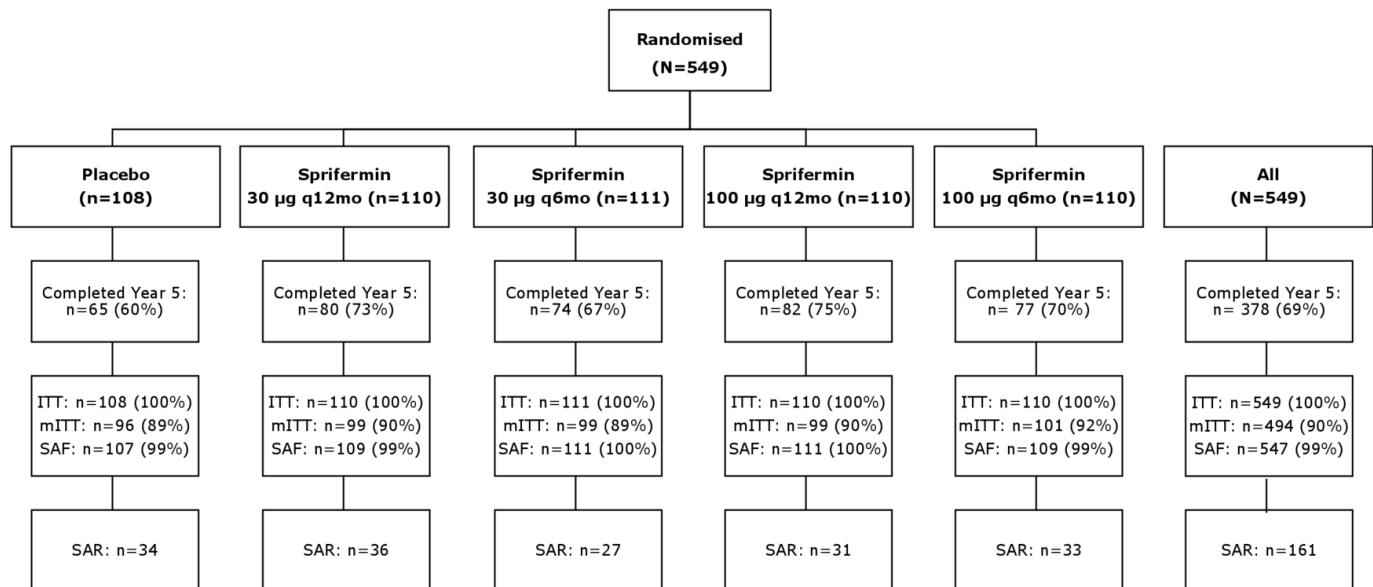 Randomised
(N=549)
Placebo
(n=108)
Sprifermin
30 µg q12mo (n=110)
Sprifermin
30 µg q6mo (n=111)
Sprifermin
100 µg q12mo (n=110)
Sprifermin
100 µg q6mo (n=110)
All
(N=549)
Completed Year 5:
n=65 (60%)
Completed Year 5:
n=80 (73%)
Completed Year 5:
n=74 (67%)
Completed Year 5:
n=82 (75%)
Completed Year 5:
n= 77 (70%)
Completed Year 5:
n= 378 (69%)
ITT: n=108 (100%)
mITT: n=96 (89%)
SAF: n=107 (99%)
ITT: n=110 (100%)
mITT: n=99 (90%)
SAF: n=109 (99%)
ITT: n=111 (100%)
mITT: n=99 (89%)
SAF: n=111 (100%)
ITT: n=110 (100%)
mITT: n=99 (90%)
SAF: n=111 (100%)
ITT: n=110 (100%)
mITT: n=101 (92%)
SAF: n=109 (99%)
ITT: n=549 (100%)
mITT: n=494 (90%)
SAF: n=547 (99%)
SAR: n=34
SAR: n=36
SAR: n=27
SAR: n=31
SAR: n=33
SAR: n=161